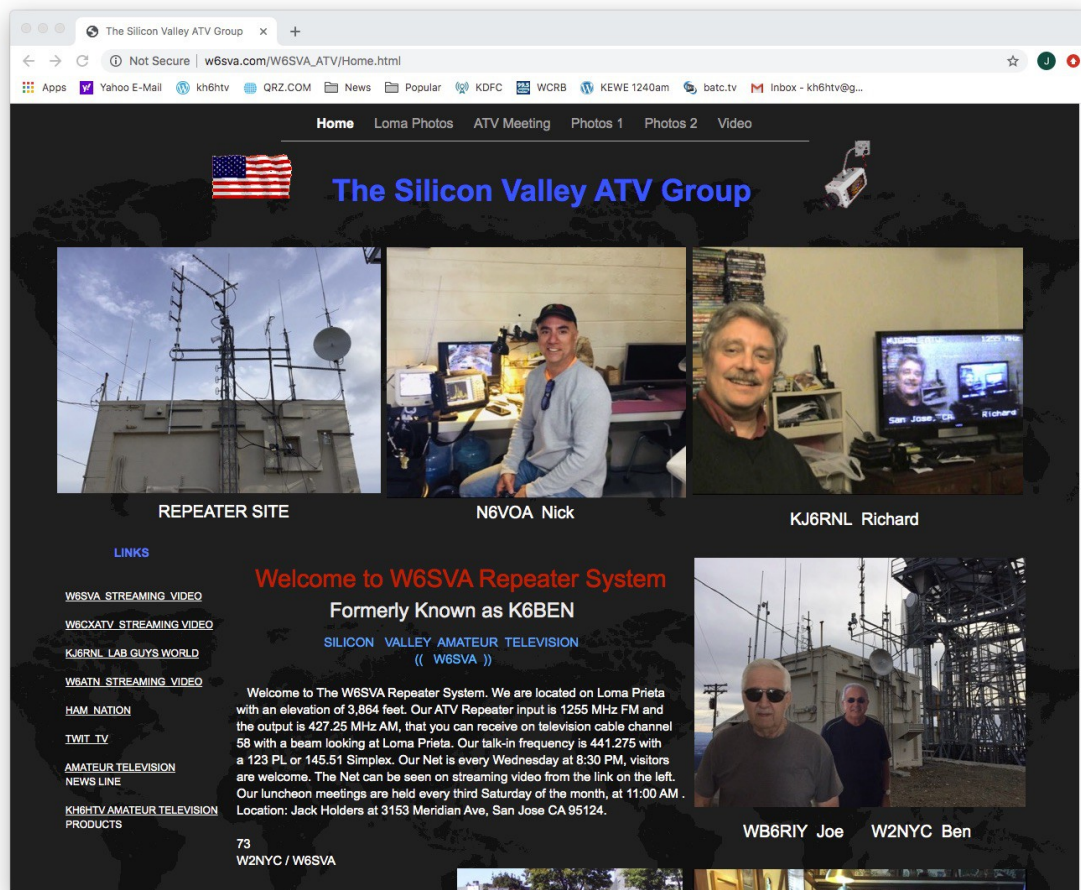 The Silicon Valley ATV Group
Not Secure | w6sva.com/W6SVA_ATV/Home.html
J
Apps Yahoo E-Mail kh6htv QRZ.COM News Popular KDFC WCRB KEWE 1240am batc.tv Inbox - kh6htv@g...
Home Loma Photos ATV Meeting Photos 1 Photos 2 Video
The Silicon Valley ATV Group
1255 MHz
San Jose, CA Richard
REPEATER SITE
N6VOA Nick
KJ6RNL Richard
LINKS
W6SVA STREAMING VIDEO
W6CXATV STREAMING VIDEO
KJ6RNL LAB GUYS WORLD
W6ATN STREAMING VIDEO
HAM NATION
TWIT TV
AMATEUR TELEVISION
NEWS LINE
KH6HTV AMATEUR TELEVISION
PRODUCTS
Welcome to W6SVA Repeater System
Formerly Known as K6BEN
SILICON VALLEY AMATEUR TELEVISION
(( W6SVA ))
Welcome to The W6SVA Repeater System. We are located on Loma Prieta
with an elevation of 3,864 feet. Our ATV Repeater input is 1255 MHz FM and
the output is 427.25 MHz AM, that you can receive on television cable channel
58 with a beam looking at Loma Prieta. Our talk-in frequency is 441.275 with
a 123 PL or 145.51 Simplex. Our Net is every Wednesday at 8:30 PM, visitors
are welcome. The Net can be seen on streaming video from the link on the left.
Our luncheon meetings are held every third Saturday of the month, at 11:00 AM .
Location: Jack Holders at 3153 Meridian Ave, San Jose CA 95124.
73
W2NYC / W6SVA
WB6RIY Joe W2NYC Ben